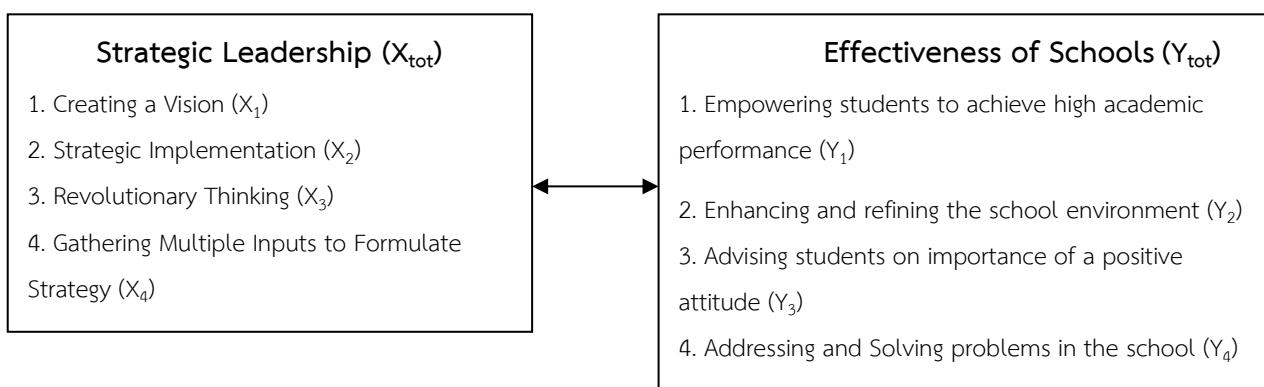 Strategic Leadership (X_tot)
1. Creating a Vision (X₁)
2. Strategic Implementation (X₂)
3. Revolutionary Thinking (X₃)
4. Gathering Multiple Inputs to Formulate
Strategy (X₄)
Effectiveness of Schools (Y_tot)
1. Empowering students to achieve high academic
performance (Y₁)
2. Enhancing and refining the school environment (Y₂)
3. Advising students on importance of a positive
attitude (Y₃)
4. Addressing and Solving problems in the school (Y₄)